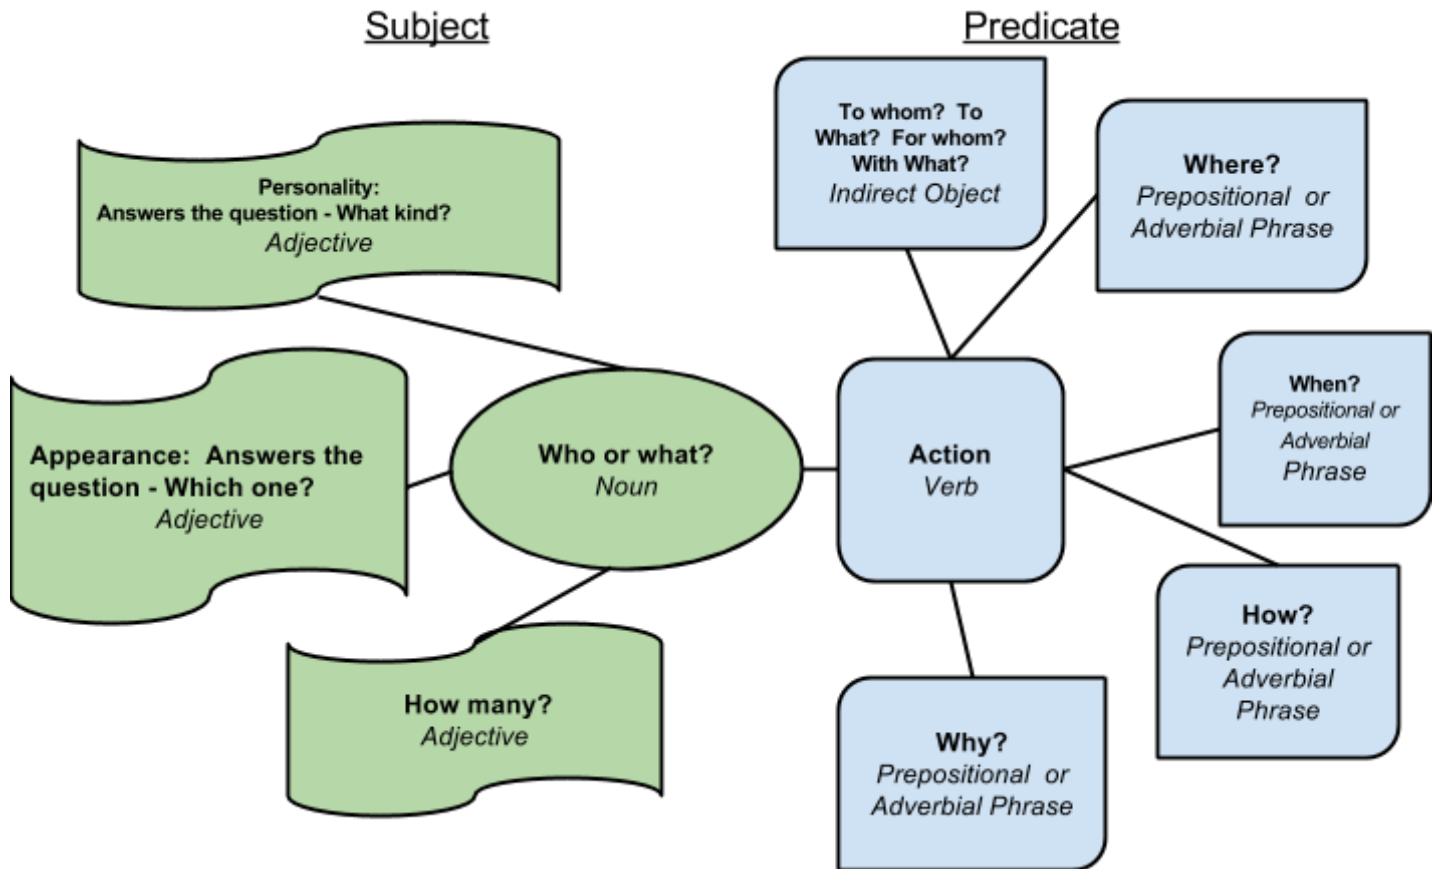 Subject
Predicate
To whom? To
What? For whom?
With What?
Indirect Object
Where?
Prepositional or
Adverbial Phrase
Personality:
Answers the question - What kind?
Adjective
When?
Prepositional or
Adverbial
Phrase
Appearance: Answers the
question - Which one?
Adjective
Who or what?
Noun
Action
Verb
How?
Prepositional or
Adverbial
Phrase
How many?
Adjective
Why?
Prepositional or
Adverbial Phrase